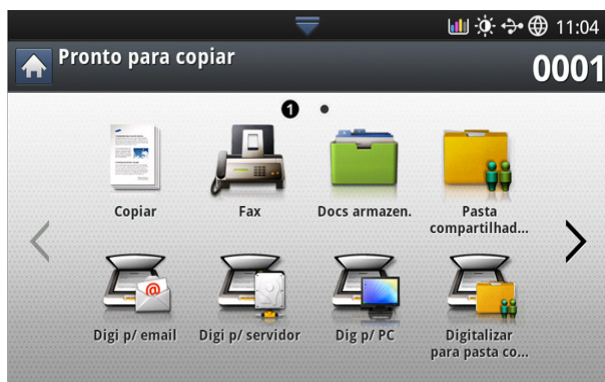 11:04
Pronto para copiar
0001
1
Copiar
Fax
Docs armazen.
Pasta
compartilhad...
@
Digi p/ email
Digi p/ servidor
Dig p/ PC
Digitalizar
para pasta co...